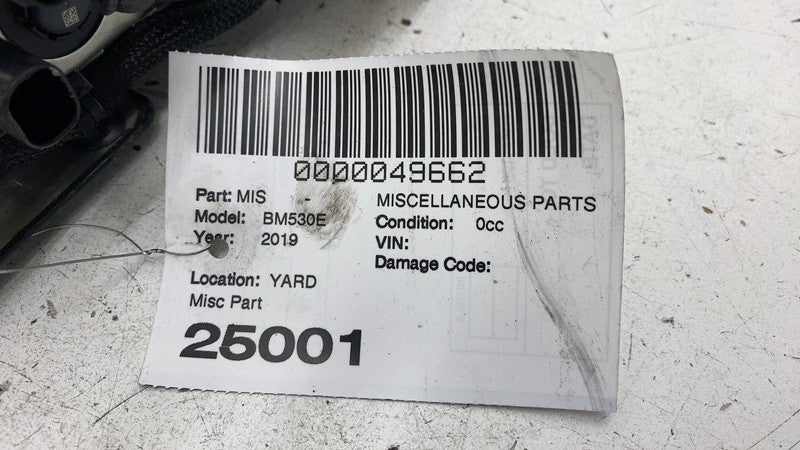 0000049662
Part: MIS - MISCELLANEOUS PARTS
Model: BM530E Condition: 0cc
Year: 2019 VIN:
Damage Code:
Location: YARD
Misc Part
25001